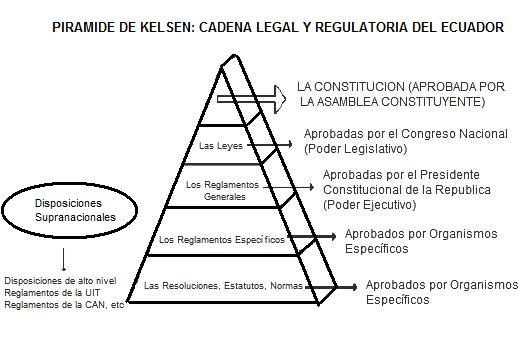 PIRAMIDE DE KELSEN: CADENA LEGAL Y REGULATORIA DEL ECUADOR
LA CONSTITUCION (APROBADA POR
LA ASAMBLEA CONSTITUYENTE)
Las Leyes
Aprobadas por el Congreso Nacional
(Poder Legislativo)
Los Reglamentos
Generales
Aprobadas por el Presidente
Constitucional de la Republica
(Poder Ejecutivo)
Disposiciones
Supranacionales
Los Reglamentos Específicos
Aprobados por Organismos
Específicos
Disposiciones de alto nivel
Reglamentos de la UIT
Reglamentos de la CAN, etc
Las Resoluciones, Estatutos, Normas
Aprobados por Organismos
Específicos